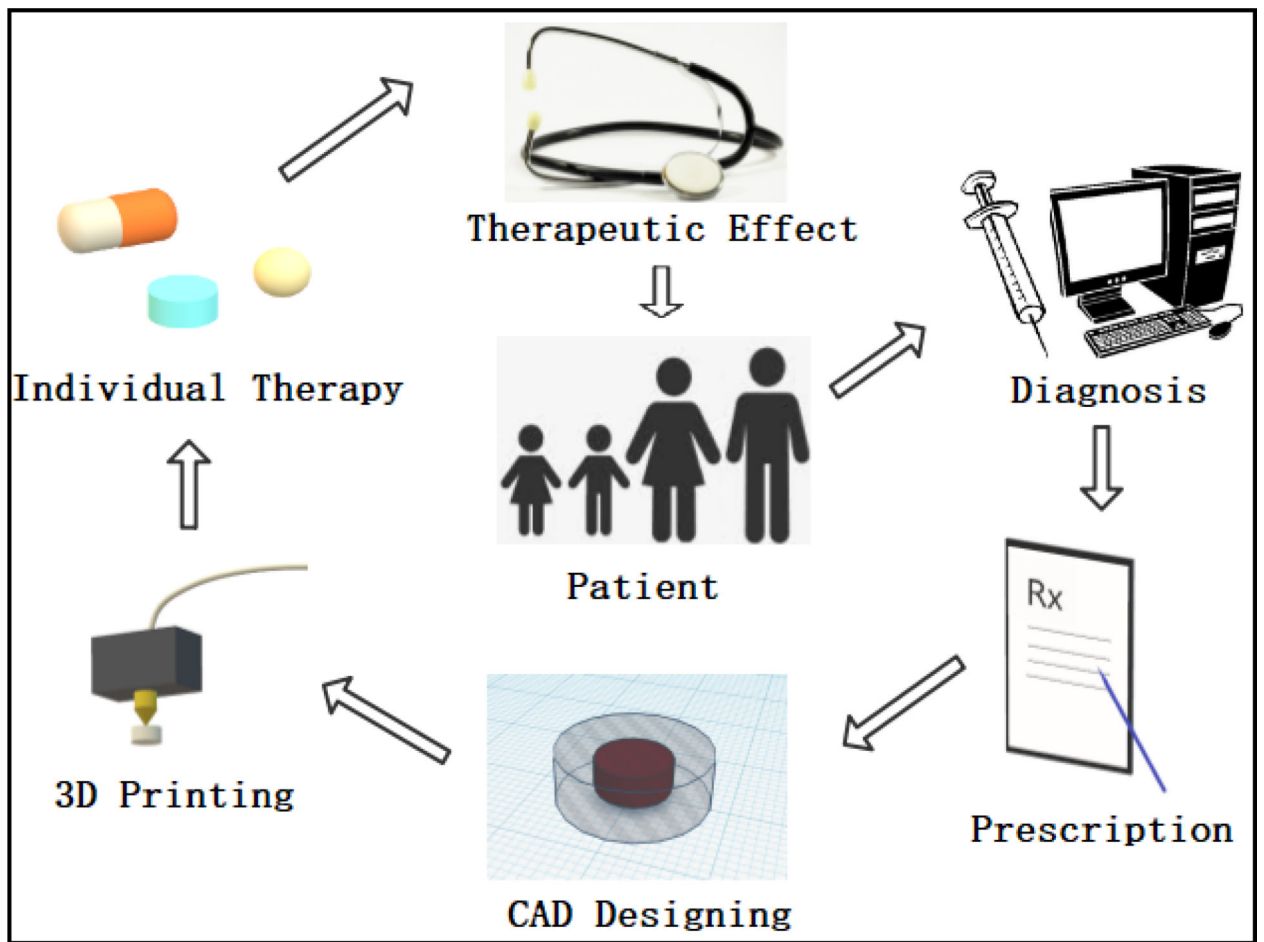 Therapeutic Effect
Individual Therapy
Diagnosis
Patient
Rx
3D Printing
Prescription
CAD Designing